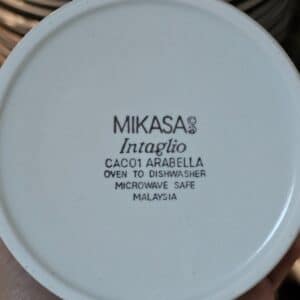 MIKASA
Intaglio
CAC01 ARABELLA
OVEN TO DISHWASHER
MICROWAVE SAFE
MALAYSIA